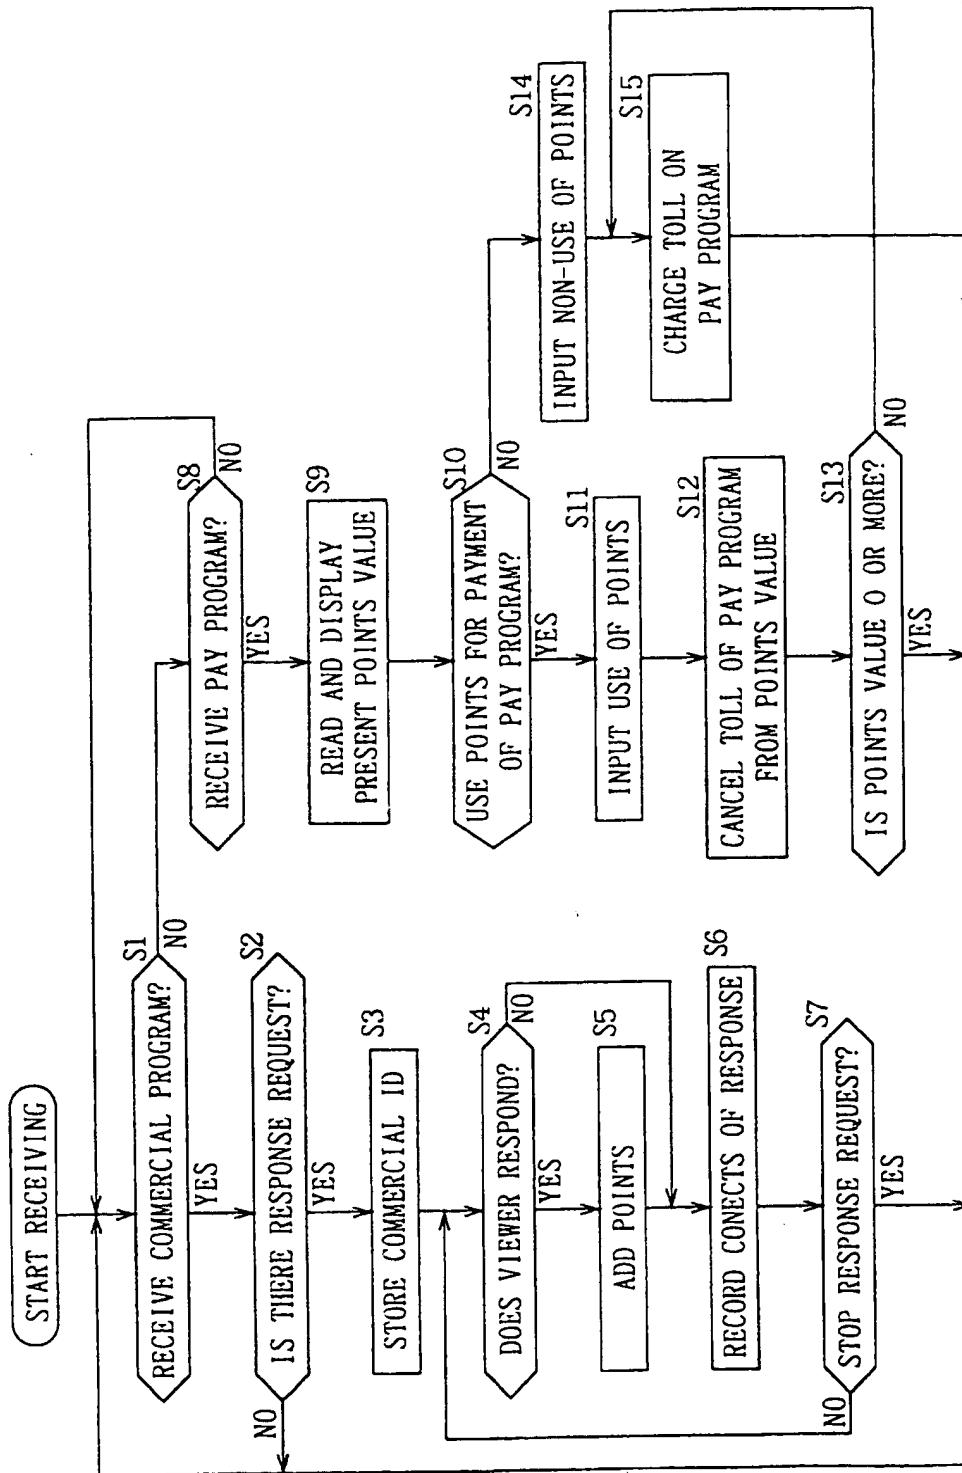 START RECEIVING
S1
RECEIVE COMMERCIAL PROGRAM?
NO
YES
S2
IS THERE RESPONSE REQUEST?
NO
YES
S3
STORE COMMERCIAL ID
S4
DOES VIEWER RESPOND?
NO
YES
S5
ADD POINTS
S6
RECORD CONECTS OF RESPONSE
S7
STOP RESPONSE REQUEST?
NO
YES
S8
RECEIVE PAY PROGRAM?
NO
YES
S9
READ AND DISPLAY
PRESENT POINTS VALUE
S10
USE POINTS FOR PAYMENT
OF PAY PROGRAM?
NO
YES
S11
INPUT USE OF POINTS
S12
CANCEL TOLL OF PAY PROGRAM
FROM POINTS VALUE
S13
IS POINTS VALUE O OR MORE?
NO
YES
S14
INPUT NON-USE OF POINTS
S15
CHARGE TOLL ON
PAY PROGRAM